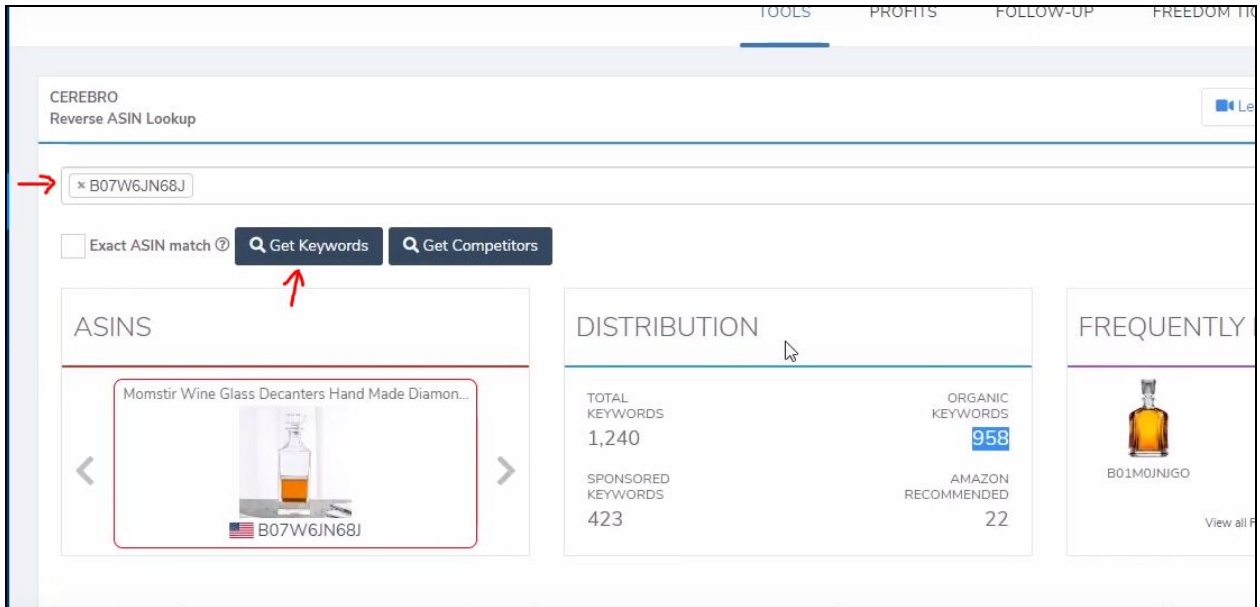 TOOLS PROFITS FOLLOW-UP FREEDOM
CEREBRO
Reverse ASIN Lookup
Le
× B07W6JN68J
Exact ASIN match ? Get Keywords Get Competitors
ASINS
Momstir Wine Glass Decanters Hand Made Diamon...
B07W6JN68J
DISTRIBUTION
TOTAL KEYWORDS
1,240
ORGANIC KEYWORDS
958
SPONSORED KEYWORDS
423
AMAZON RECOMMENDED
22
FREQUENTLY
B01M0JNJGO
View all